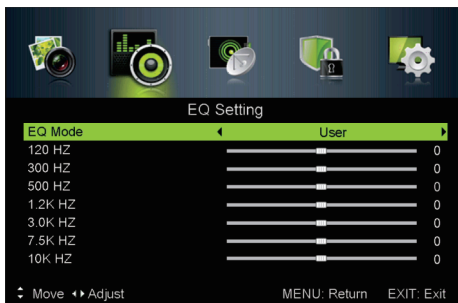 EQ Setting
EQ Mode User
120 HZ 0
300 HZ 0
500 HZ 0
1.2K HZ 0
3.0K HZ 0
7.5K HZ 0
10K HZ 0
Move Adjust MENU: Return EXIT: Exit